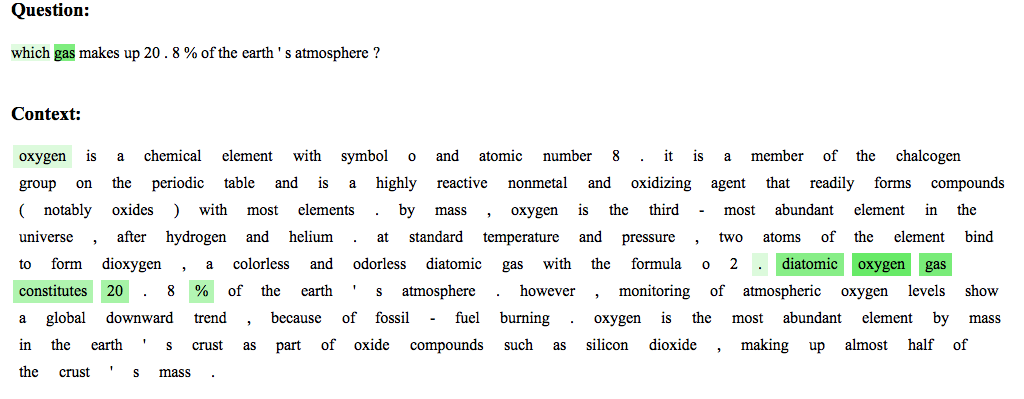 Question:
which gas makes up 20 . 8 % of the earth ' s atmosphere ?
Context:
oxygen is a chemical element with symbol o and atomic number 8 . it is a member of the chalcogen
group on the periodic table and is a highly reactive nonmetal and oxidizing agent that readily forms compounds
( notably oxides ) with most elements . by mass , oxygen is the third - most abundant element in the
universe , after hydrogen and helium . at standard temperature and pressure , two atoms of the element bind
to form dioxygen , a colorless and odorless diatomic gas with the formula o 2 . diatomic oxygen gas
constitutes 20 . 8 % of the earth ' s atmosphere . however , monitoring of atmospheric oxygen levels show
a global downward trend , because of fossil - fuel burning . oxygen is the most abundant element by mass
in the earth ' s crust as part of oxide compounds such as silicon dioxide , making up almost half of
the crust ' s mass .